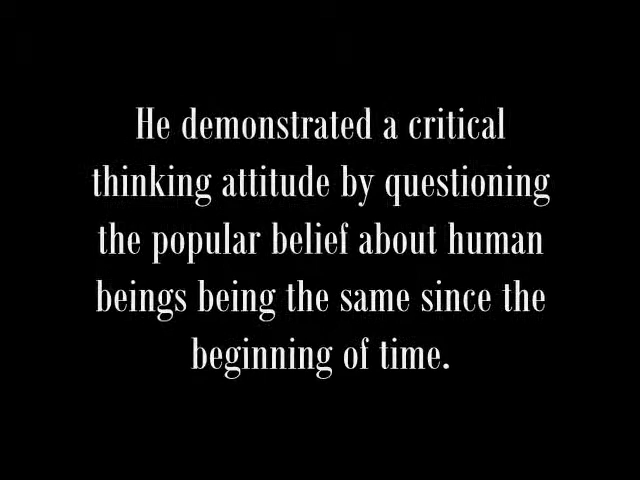 He demonstrated a critical
thinking attitude by questioning
the popular belief about human
beings being the same since the
beginning of time.